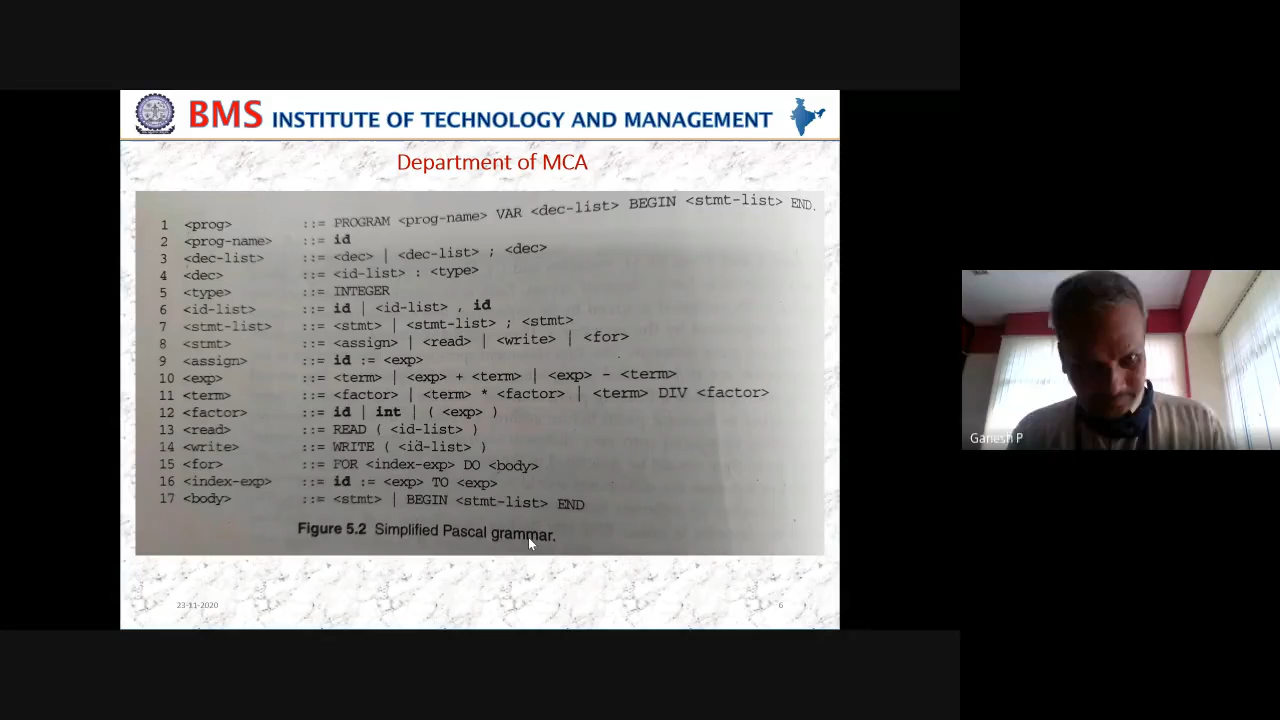 BMS INSTITUTE OF TECHNOLOGY AND MANAGEMENT
Department of MCA
1 <prog> ::= PROGRAM <prog-name> VAR <dec-list> BEGIN <stmt-list> END.
2 <prog-name> ::= id
3 <dec-list> ::= <dec> | <dec-list> ; <dec>
4 <dec> ::= <id-list> : <type>
5 <type> ::= INTEGER
6 <id-list> ::= id | <id-list> , id
7 <stmt-list> ::= <stmt> | <stmt-list> ; <stmt>
8 <stmt> ::= <assign> | <read> | <write> | <for>
9 <assign> ::= id := <exp>
10 <exp> ::= <term> | <exp> + <term> | <exp> - <term>
11 <term> ::= <factor> | <term> * <factor> | <term> DIV <factor>
12 <factor> ::= id | int | ( <exp> )
13 <read> ::= READ ( <id-list> )
14 <write> ::= WRITE ( <id-list> )
15 <for> ::= FOR <index-exp> DO <body>
16 <index-exp> ::= id := <exp> TO <exp>
17 <body> ::= <stmt> | BEGIN <stmt-list> END
Figure 5.2 Simplified Pascal grammar.
23-11-2020
6
Ganesh P